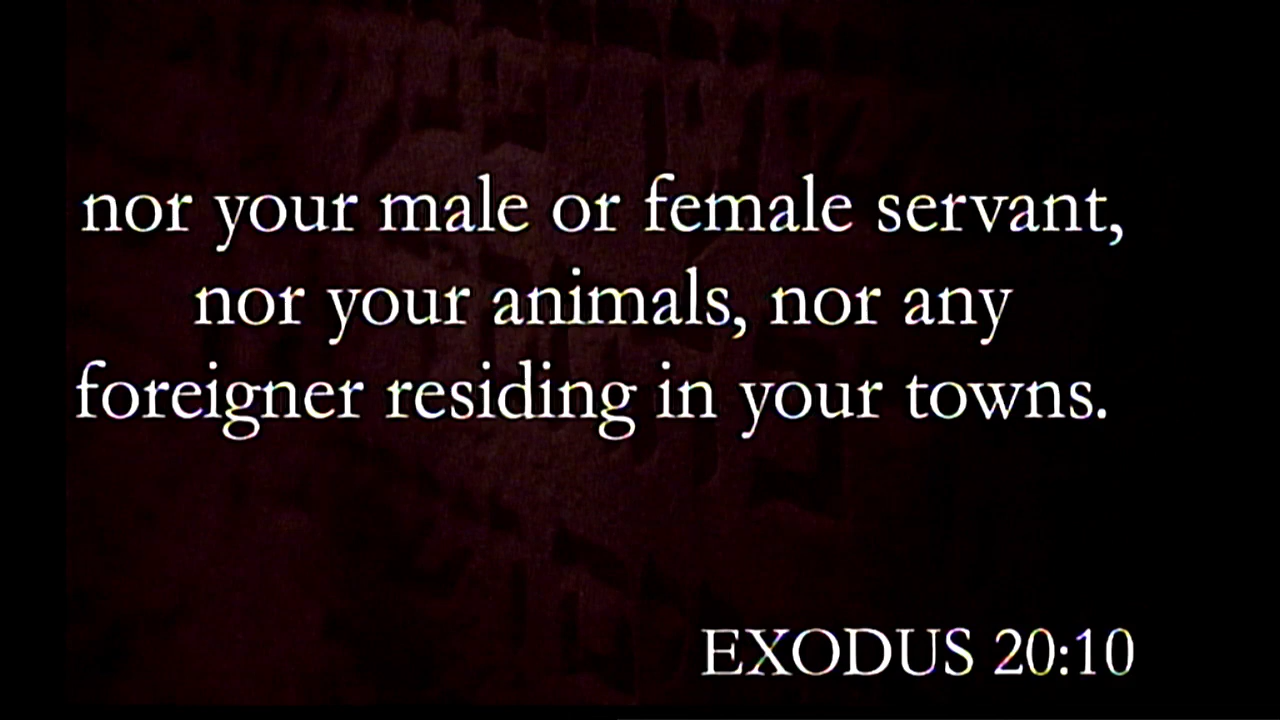 nor your male or female servant,
nor your animals, nor any
foreigner residing in your towns.
EXODUS 20:10